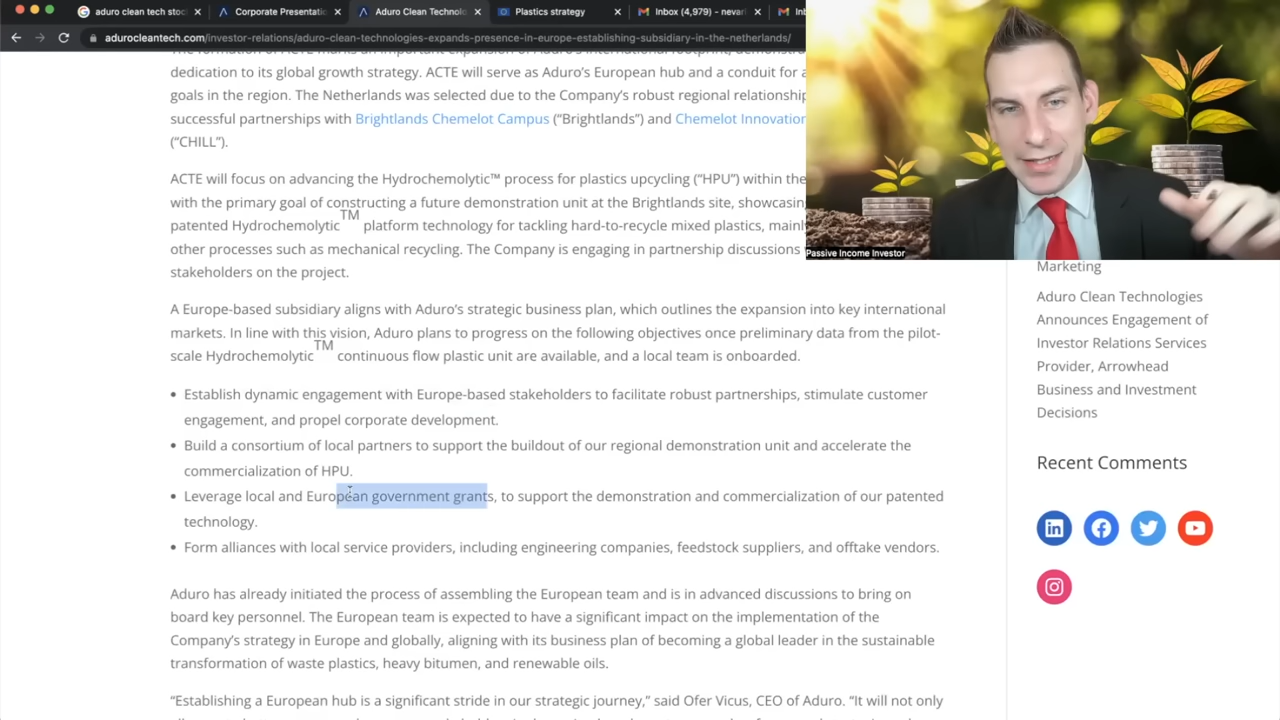 aduro clean tech stoc
Corporate Presentati
Aduro Clean Technolo
Plastics strategy
Inbox (4,979) - nevar
Inb
adurocleantech.com/investor-relations/aduro-clean-technologies-expands-presence-in-europe-establishing-subsidiary-in-the-netherlands/
dedication to its global growth strategy. ACTE will serve as Aduro's European hub and a conduit for a
goals in the region. The Netherlands was selected due to the Company's robust regional relationship
successful partnerships with Brightlands Chemelot Campus ("Brightlands") and Chemelot Innovation
("CHILL").
ACTE will focus on advancing the Hydrochemolytic™ process for plastics upcycling ("HPU") within the
with the primary goal of constructing a future demonstration unit at the Brightlands site, showcasing
patented Hydrochemolytic™ platform technology for tackling hard-to-recycle mixed plastics, mainl
other processes such as mechanical recycling. The Company is engaging in partnership discussions
stakeholders on the project.
A Europe-based subsidiary aligns with Aduro's strategic business plan, which outlines the expansion into key international
markets. In line with this vision, Aduro plans to progress on the following objectives once preliminary data from the pilot-
scale Hydrochemolytic™ continuous flow plastic unit are available, and a local team is onboarded.
• Establish dynamic engagement with Europe-based stakeholders to facilitate robust partnerships, stimulate customer
engagement, and propel corporate development.
• Build a consortium of local partners to support the buildout of our regional demonstration unit and accelerate the
commercialization of HPU.
• Leverage local and European government grants, to support the demonstration and commercialization of our patented
technology.
• Form alliances with local service providers, including engineering companies, feedstock suppliers, and offtake vendors.
Aduro has already initiated the process of assembling the European team and is in advanced discussions to bring on
board key personnel. The European team is expected to have a significant impact on the implementation of the
Company's strategy in Europe and globally, aligning with its business plan of becoming a global leader in the sustainable
transformation of waste plastics, heavy bitumen, and renewable oils.
"Establishing a European hub is a significant stride in our strategic journey," said Ofer Vicus, CEO of Aduro. "It will not only
Passive Income Investor
Marketing
Aduro Clean Technologies
Announces Engagement of
Investor Relations Services
Provider, Arrowhead
Business and Investment
Decisions
Recent Comments